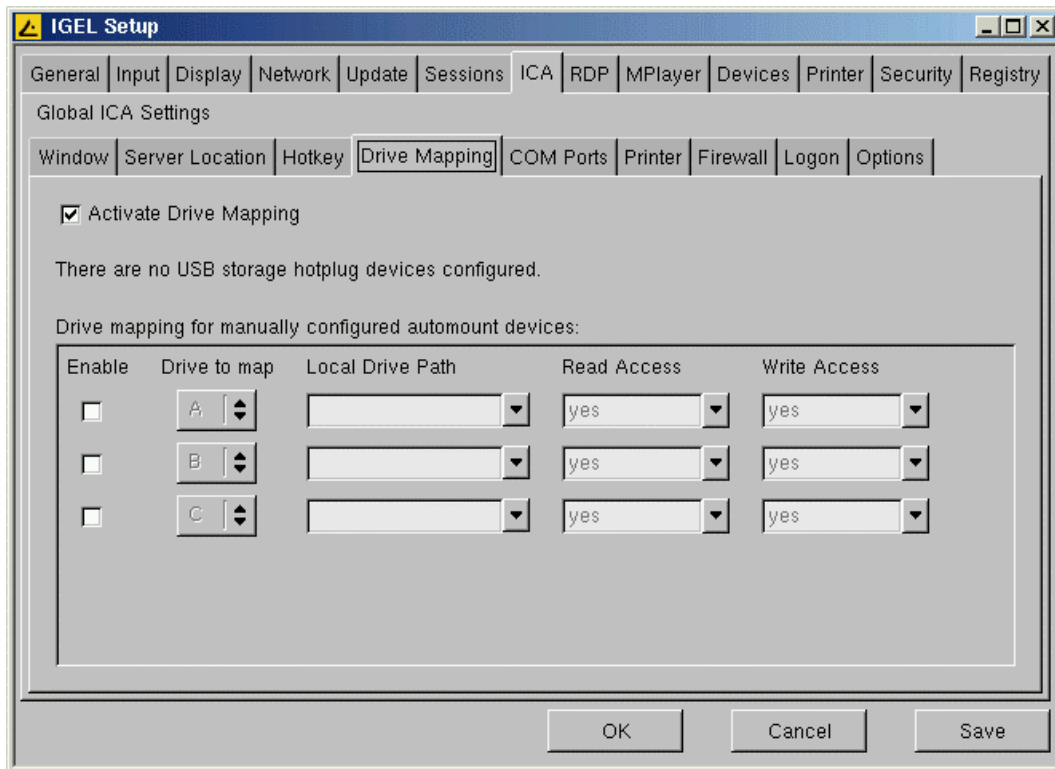 IGEL Setup
General Input Display Network Update Sessions ICA RDP MPlayer Devices Printer Security Registry
Global ICA Settings
Window Server Location Hotkey Drive Mapping COM Ports Printer Firewall Logon Options
Activate Drive Mapping
There are no USB storage hotplug devices configured.
Drive mapping for manually configured automount devices:
Enable Drive to map Local Drive Path Read Access Write Access
A yes yes
B yes yes
C yes yes
OK Cancel Save